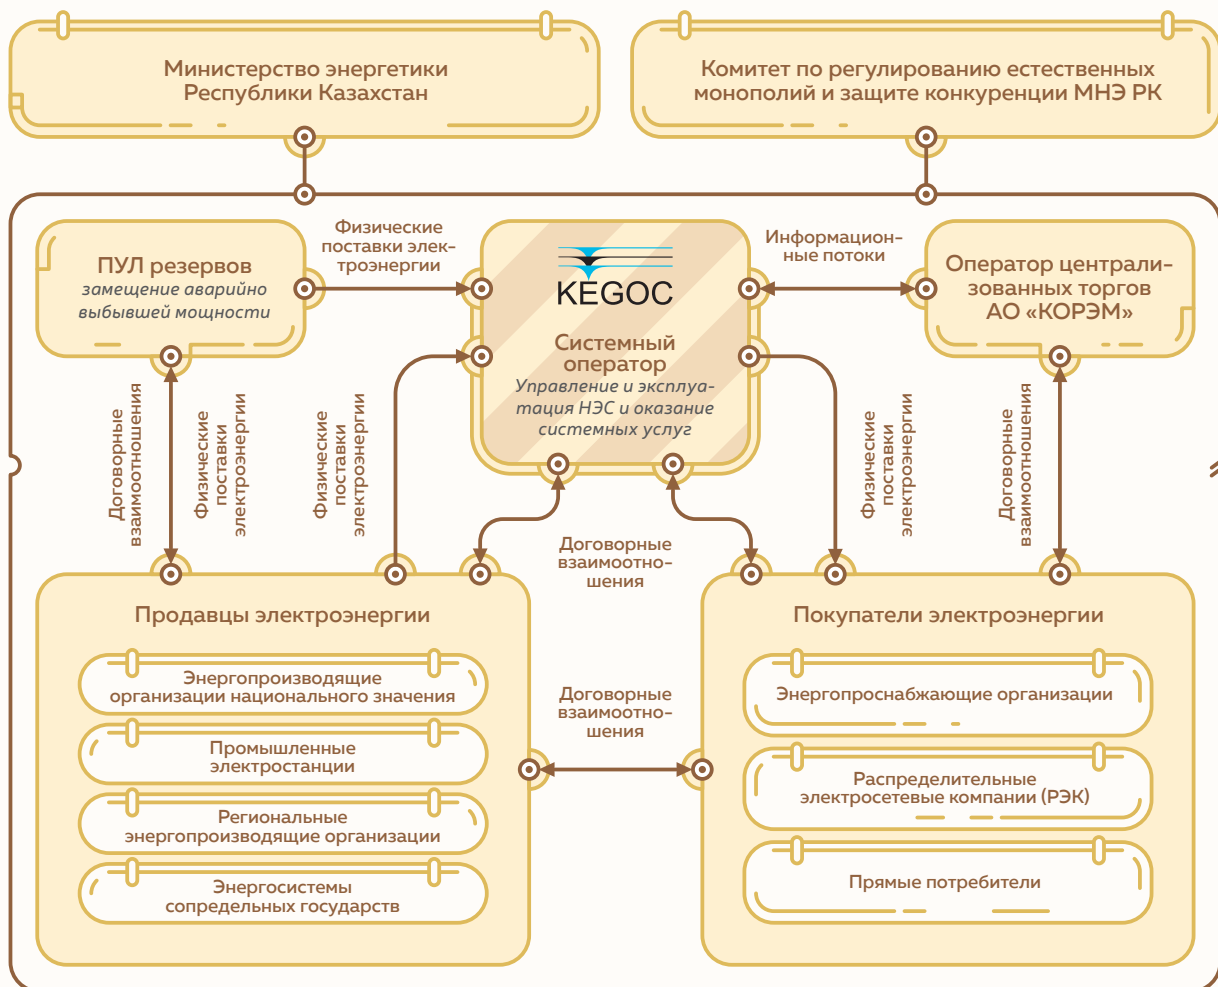 Министерство энергетики
Республики Казахстан
Комитет по регулированию естественных
монополий и защите конкуренции МНЭ РК
ПУЛ резервов
замещение аварийно
выбывшей мощности
Физические
поставки элек-
троэнергии
KEGOC
Системный
оператор
Управление и эксплуа-
тация НЭС и оказание
системных услуг
Информацион-
ные потоки
Оператор централи-
зованных торгов
АО «КОРЭМ»
Договорные
взаимоотношения
Физические
поставки
электроэнергии
Физические
поставки
электроэнергии
Договорные
взаимоотно-
шения
Физические
поставки
электроэнергии
Договорные
взаимоотношения
Продавцы электроэнергии
Энергопроизводящие
организации национального значения
Промышленные
электростанции
Региональные
энергопроизводящие организации
Энергосистемы
сопредельных государств
Договорные
взаимоотно-
шения
Покупатели электроэнергии
Энергопроснабжающие организации
Распределительные
электросетевые компании (РЭК)
Прямые потребители